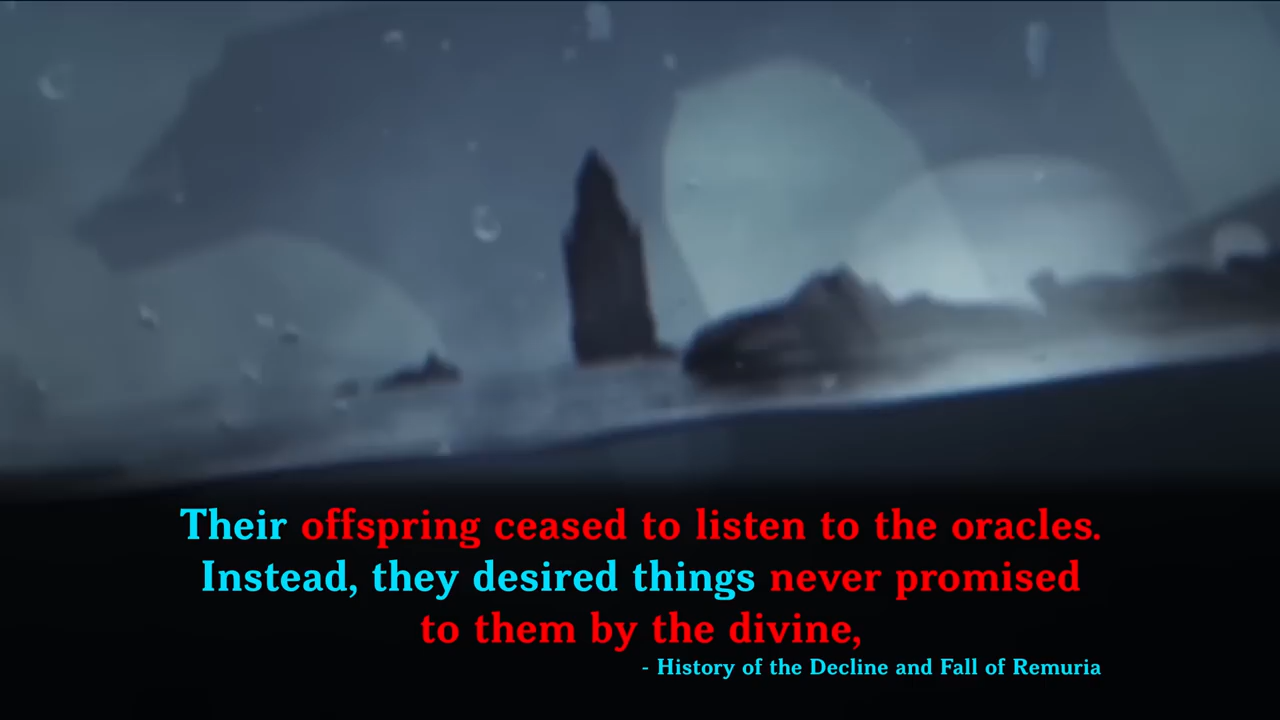 Their offspring ceased to listen to the oracles.
Instead, they desired things never promised
to them by the divine,
- History of the Decline and Fall of Remuria